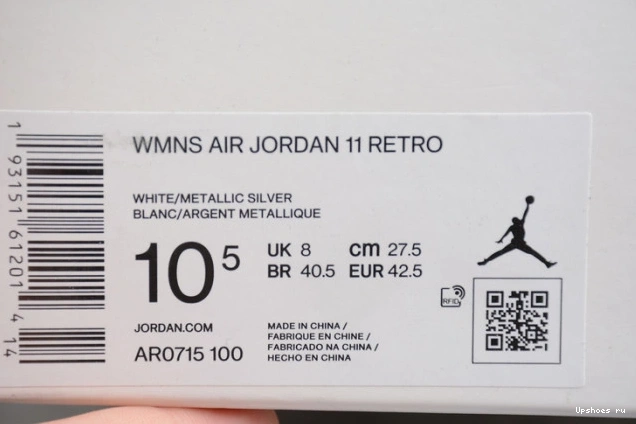 WMNS AIR JORDAN 11 RETRO
WHITE/METALLIC SILVER
BLANC/ARGENT METALLIQUE
10 5 UK 8 cm 27.5
BR 40.5 EUR 42.5
RFID
JORDAN.COM
AR0715 100
MADE IN CHINA /
FABRIQUE EN CHINE /
FABRICADO NA CHINA /
HECHO EN CHINA
1 93151 61201 4 14
Upshoes ru